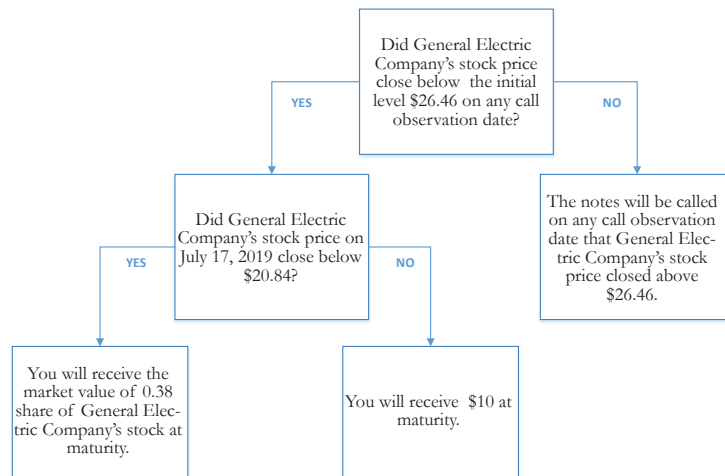 Did General Electric
Company's stock price
close below the initial
level $26.46 on any call
observation date?
YES
NO
Did General Electric
Company's stock price on
July 17, 2019 close below
$20.84?
The notes will be called
on any call observation
date that General Elec-
tric Company's stock
price closed above
$26.46.
YES
NO
You will receive the
market value of 0.38
share of General Elec-
tric Company's stock at
maturity.
You will receive $10 at
maturity.